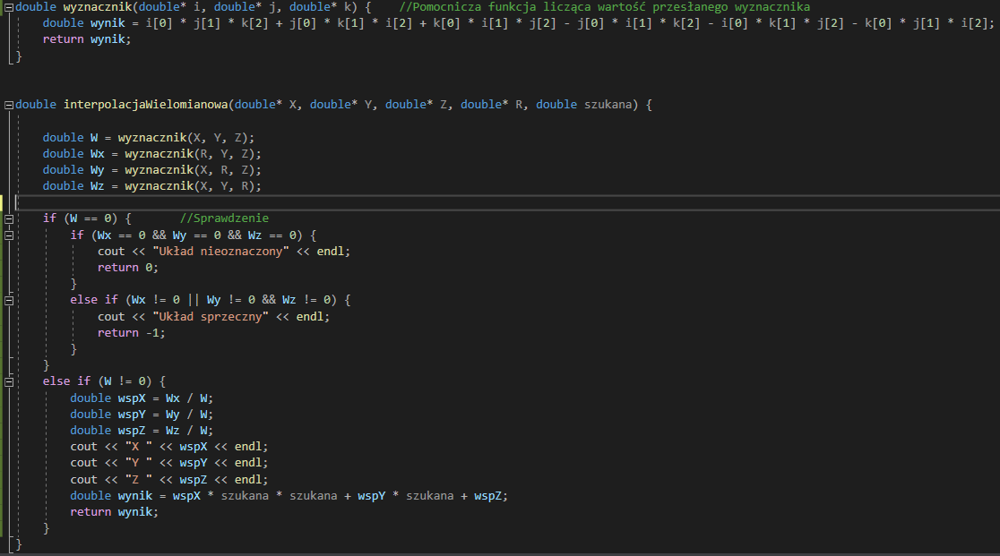 double wyznacznik(double* i, double* j, double* k) {    //Pomocnicza funkcja licząca wartość przesłanego wyznacznika
    double wynik = i[0] * j[1] * k[2] + j[0] * k[1] * i[2] + k[0] * i[1] * j[2] - j[0] * i[1] * k[2] - i[0] * k[1] * j[2] - k[0] * j[1] * i[2];
    return wynik;
}
double interpolacjaWielomianowa(double* X, double* Y, double* Z, double* R, double szukana) {
    double W = wyznacznik(X, Y, Z);
    double Wx = wyznacznik(R, Y, Z);
    double Wy = wyznacznik(X, R, Z);
    double Wz = wyznacznik(X, Y, R);
    if (W == 0) {       //Sprawdzenie
        if (Wx == 0 && Wy == 0 && Wz == 0) {
            cout << "Układ nieoznaczony" << endl;
            return 0;
        }
        else if (Wx != 0 || Wy != 0 && Wz != 0) {
            cout << "Układ sprzeczny" << endl;
            return -1;
        }
    }
    else if (W != 0) {
        double wspX = Wx / W;
        double wspY = Wy / W;
        double wspZ = Wz / W;
        cout << "X " << wspX << endl;
        cout << "Y " << wspY << endl;
        cout << "Z " << wspZ << endl;
        double wynik = wspX * szukana * szukana + wspY * szukana + wspZ;
        return wynik;
    }
}